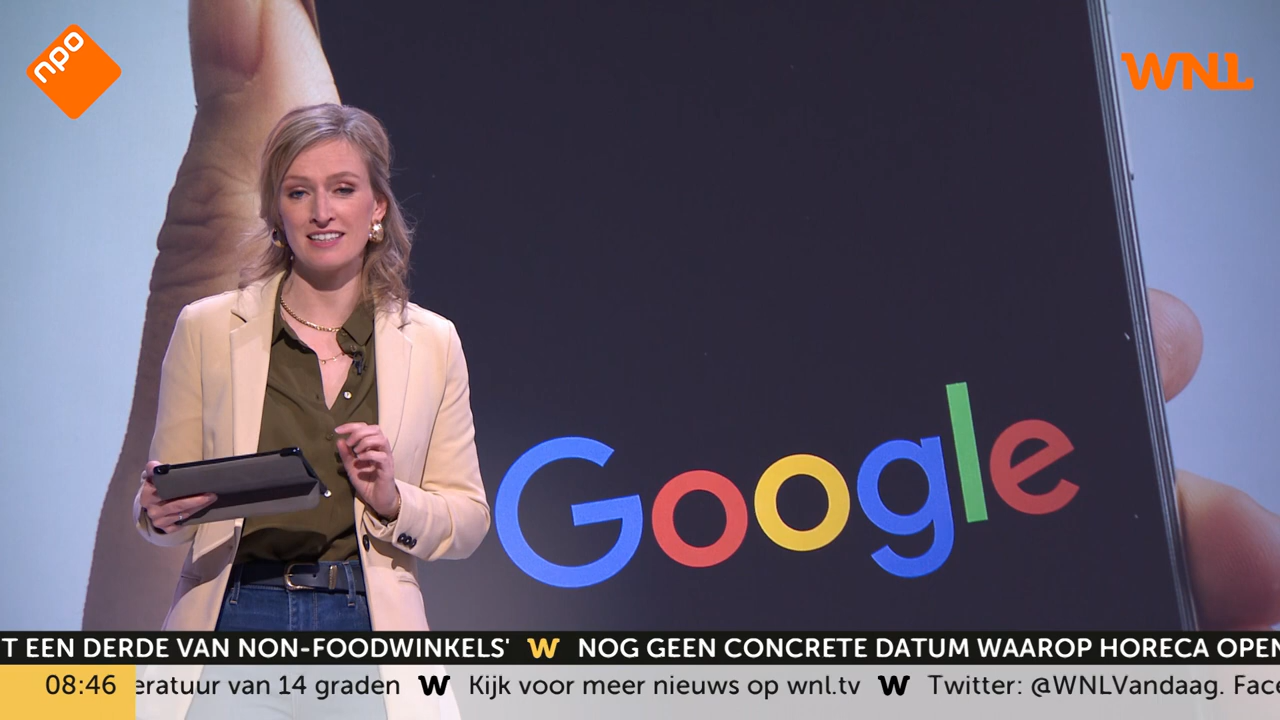 npo
WNL
Google
T EEN DERDE VAN NON-FOODWINKELS' W NOG GEEN CONCRETE DATUM WAAROP HORECA OPEN
08:46 eratuur van 14 graden W Kijk voor meer nieuws op wnl.tv W Twitter: @WNLVandaag. Face